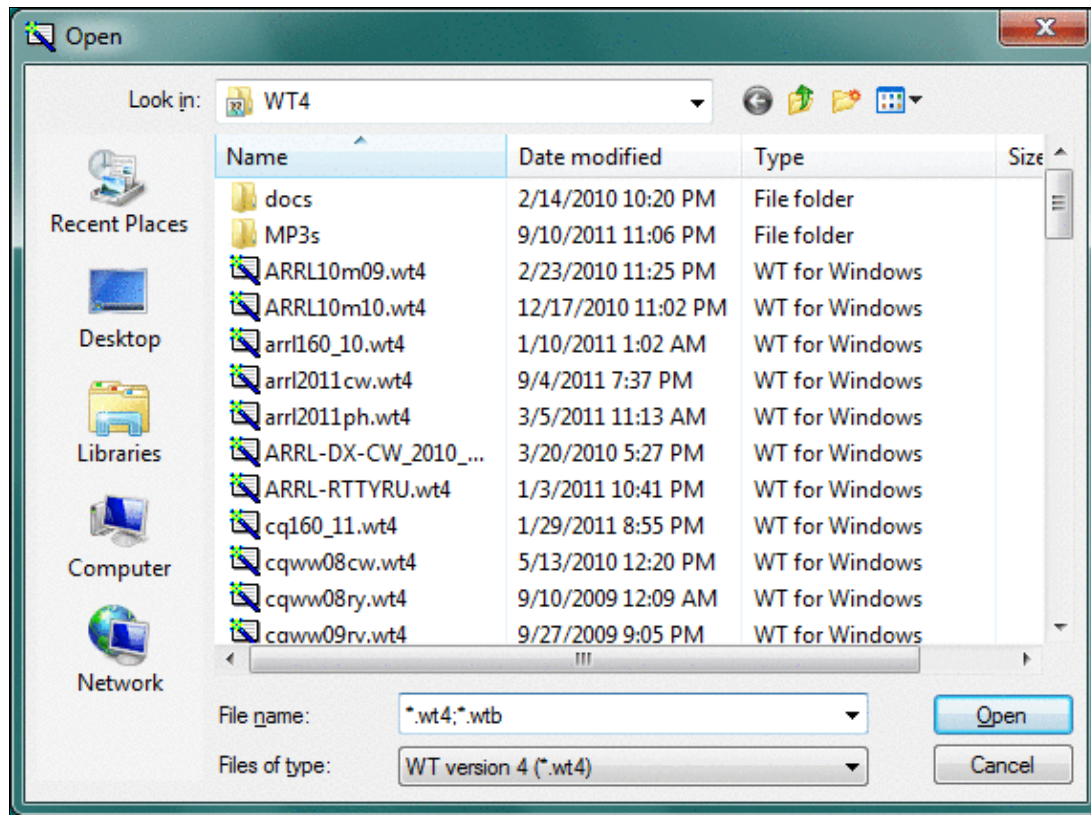 Open
Look in: WT4
Name Date modified Type Size
docs 2/14/2010 10:20 PM File folder
MP3s 9/10/2011 11:06 PM File folder
ARRL10m09.wt4 2/23/2010 11:25 PM WT for Windows
ARRL10m10.wt4 12/17/2010 11:02 PM WT for Windows
arrl160_10.wt4 1/10/2011 1:02 AM WT for Windows
arrl2011cw.wt4 9/4/2011 7:37 PM WT for Windows
arrl2011ph.wt4 3/5/2011 11:13 AM WT for Windows
ARRL-DX-CW_2010_... 3/20/2010 5:27 PM WT for Windows
ARRL-RTTYRU.wt4 1/3/2011 10:41 PM WT for Windows
cq160_11.wt4 1/29/2011 8:55 PM WT for Windows
cqww08cw.wt4 5/13/2010 12:20 PM WT for Windows
cqww08ry.wt4 9/10/2009 12:09 AM WT for Windows
cqww09ry.wt4 9/27/2009 9:05 PM WT for Windows
Recent Places
Desktop
Libraries
Computer
Network
File name: *.wt4;*.wtb Open
Files of type: WT version 4 (*.wt4) Cancel